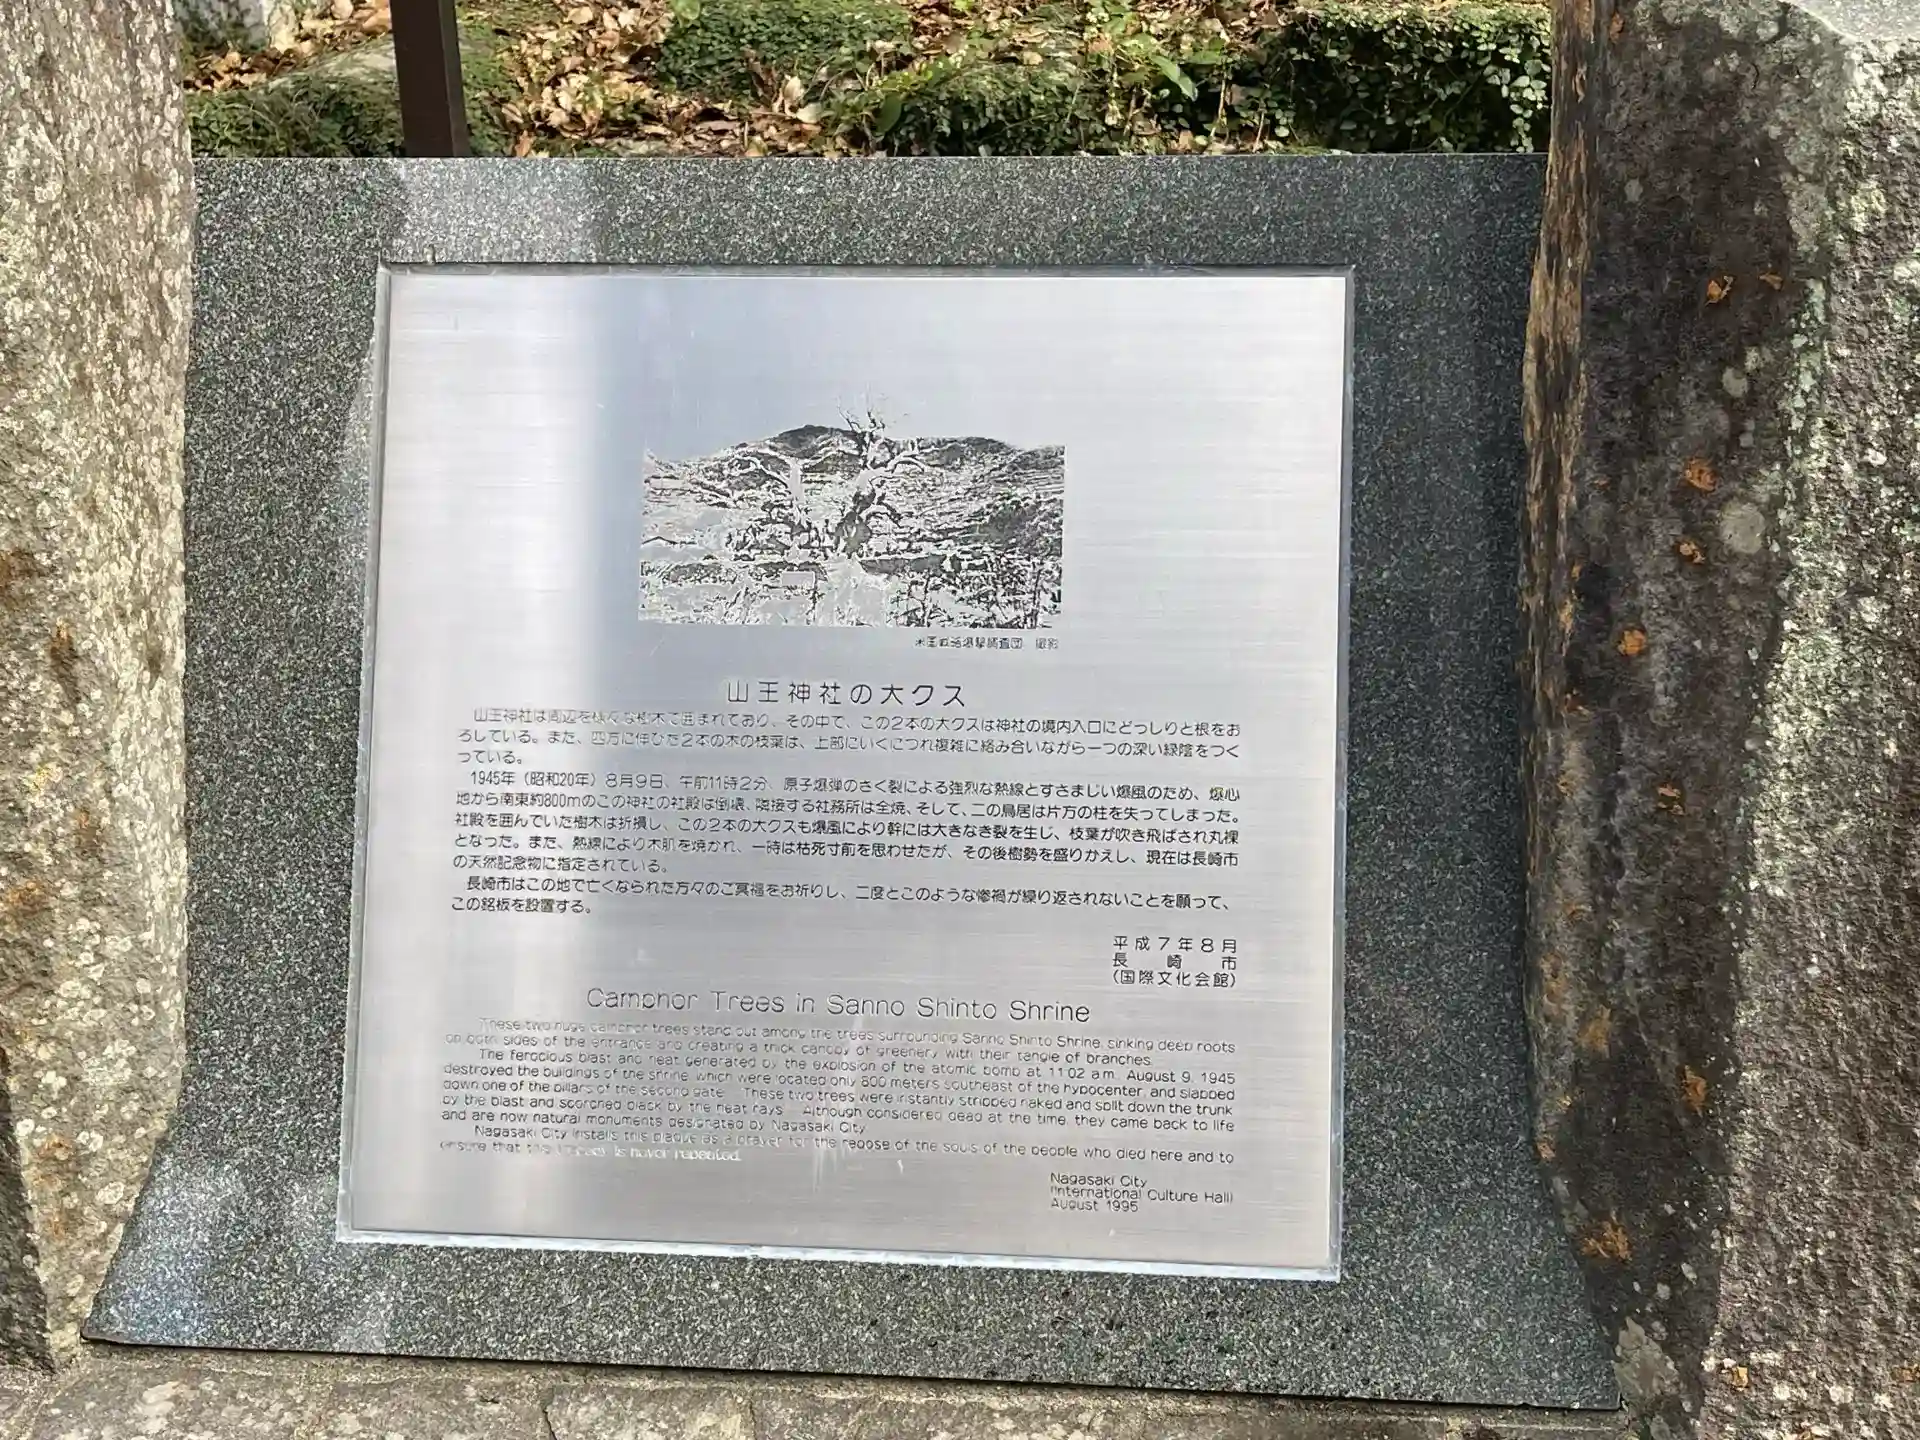 米国戦略爆撃調査団 撮影
山王神社の大クス
山王神社は周辺を様々な樹木で囲まれており、その中で、この2本の大クスは神社の境内入口にどっしりと根をお
ろしている。また、四方に伸びた2本の木の枝葉は、上部にいくにつれ複雑に絡み合いながら一つの深い緑陰をつく
っている。
1945年（昭和20年）8月9日、午前11時2分、原子爆弾のさく裂による強烈な熱線とすさまじい爆風のため、爆心
地から南東約800mのこの神社の社殿は倒壊、隣接する社務所は全焼、そして、二の鳥居は片方の柱を失ってしまった。
社殿を囲んでいた樹木は折損し、この2本の大クスも爆風により幹には大きなき裂を生じ、枝葉が吹き飛ばされ丸裸
となった。また、熱線により木肌を焼かれ、一時は枯死寸前を思わせたが、その後樹勢を盛りかえし、現在は長崎市
の天然記念物に指定されている。
長崎市はこの地で亡くなられた方々のご冥福をお祈りし、二度とこのような惨禍が繰り返されないことを願って、
この銘板を設置する。
平成7年8月
長崎市
（国際文化会館）
Camphor Trees in Sanno Shinto Shrine
These two huge camphor trees stand out among the trees surrounding Sanno Shinto Shrine, sinking deep roots
on both sides of the entrance and creating a thick canopy of greenery with their tangle of branches.
The ferocious blast and heat generated by the explosion of the atomic bomb at 11:02 a.m. August 9, 1945
destroyed the buildings of the shrine, which were located only 800 meters southeast of the hypocenter, and slapped
down one of the pillars of the second gate. These two trees were instantly stripped naked and split down the trunk
by the blast and scorched black by the heat rays. Although considered dead at the time, they came back to life
and are now natural monuments designated by Nagasaki City.
Nagasaki City installs this plaque as a prayer for the repose of the souls of the people who died here and to
ensure that this is never repeated.
Nagasaki City
(International Culture Hall)
August 1995